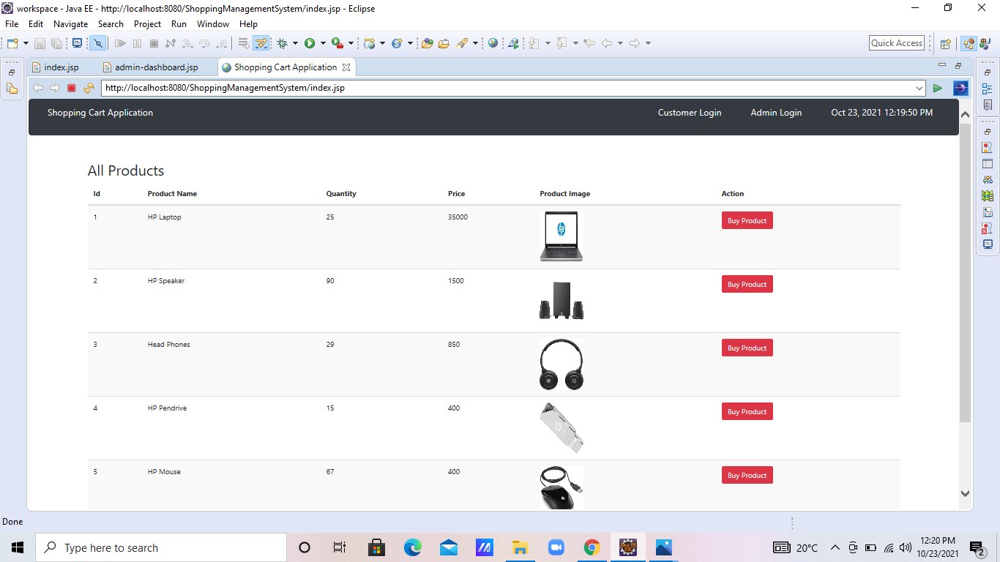 workspace - Java EE - http://localhost:8080/ShoppingManagementSystem/index.jsp - Eclipse
File Edit Navigate Search Project Run Window Help
Quick Access
index.jsp admin-dashboard.jsp Shopping Cart Application
http://localhost:8080/ShoppingManagementSystem/index.jsp
Shopping Cart Application Customer Login Admin Login Oct 23, 2021 12:19:50 PM
All Products
Id Product Name Quantity Price Product Image Action
1 HP Laptop 25 35000 hp Buy Product
2 HP Speaker 90 1500 Buy Product
3 Head Phones 29 850 Buy Product
4 HP Pendrive 15 400 Buy Product
5 HP Mouse 67 400 Buy Product
Done
Type here to search
20°C
12:20 PM
10/23/2021
2